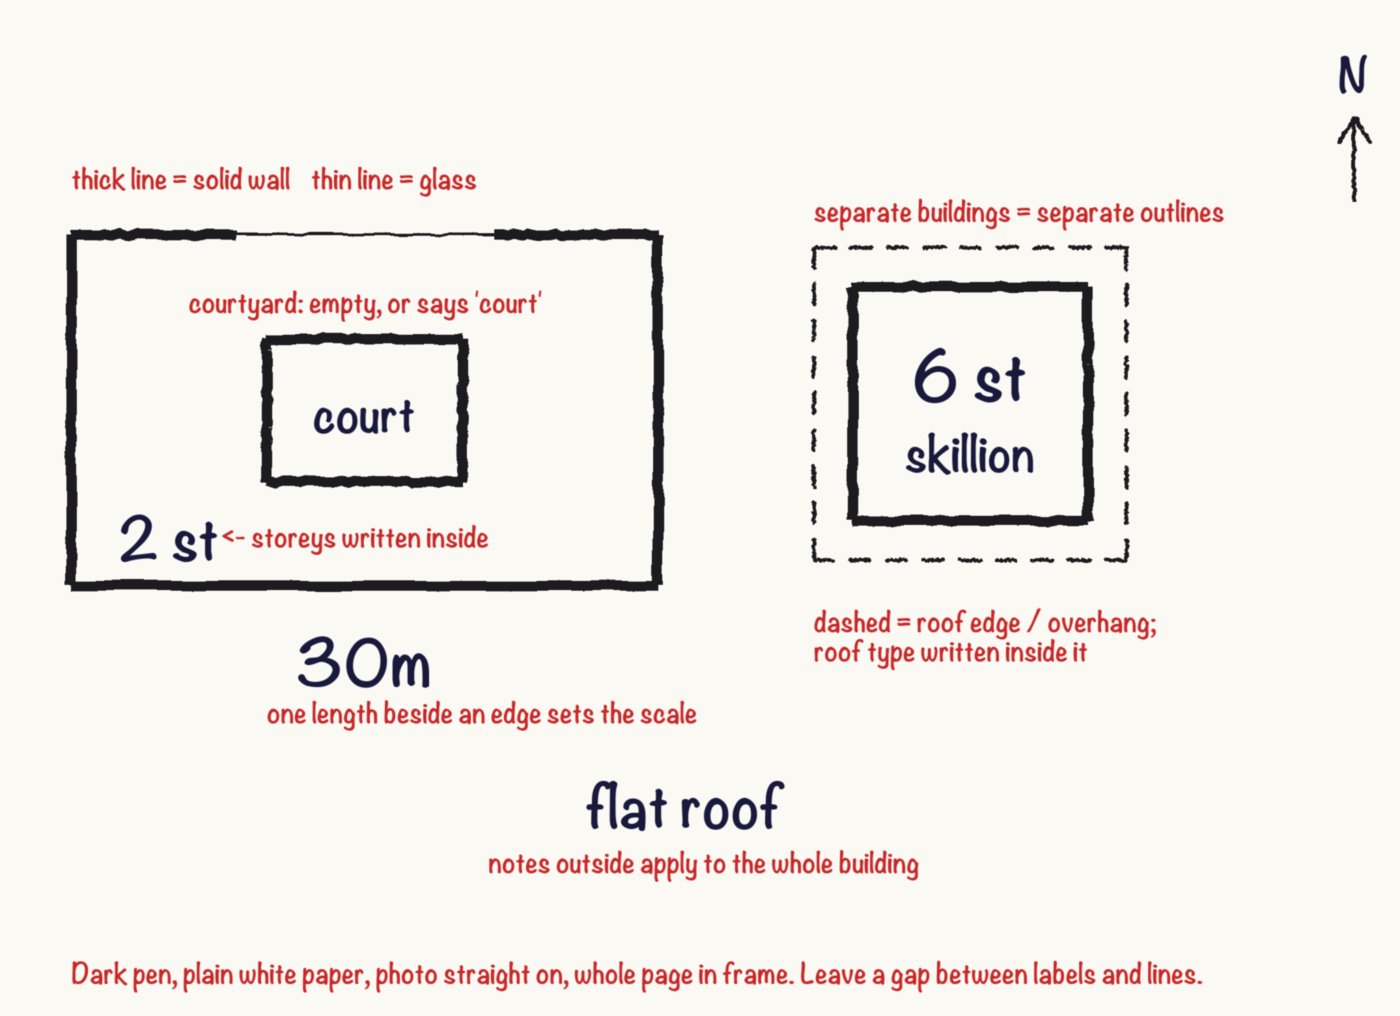 N
thick line = solid wall thin line = glass
separate buildings = separate outlines
courtyard: empty, or says 'court'
court
6 st
skillion
2 st
<- storeys written inside
30m
one length beside an edge sets the scale
dashed = roof edge / overhang;
roof type written inside it
flat roof
notes outside apply to the whole building
Dark pen, plain white paper, photo straight on, whole page in frame. Leave a gap between labels and lines.